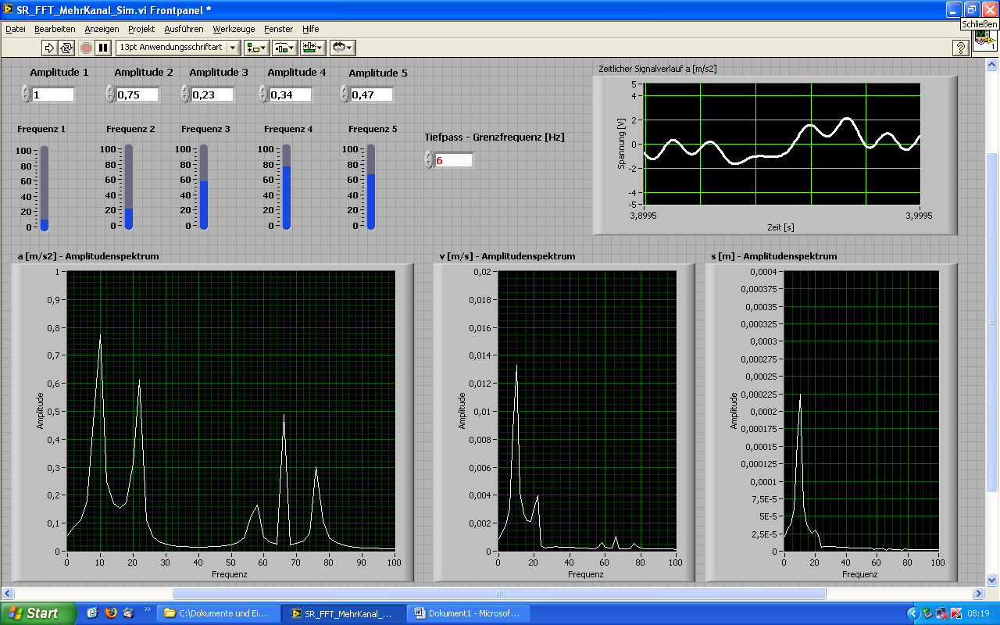 SR_FFT_MehrKanal_Sim.vi Frontpanel *
Schließen
Datei Bearbeiten Anzeigen Projekt Ausführen Werkzeuge Fenster Hilfe
13pt Anwendungsschriftart
?
1
Amplitude 1 Amplitude 2 Amplitude 3 Amplitude 4 Amplitude 5
1 0,75 0,23 0,34 0,47
Frequenz 1 Frequenz 2 Frequenz 3 Frequenz 4 Frequenz 5
100 100 100 100 100
80 80 80 80 80
60 60 60 60 60
40 40 40 40 40
20 20 20 20 20
0 0 0 0 0
Tiefpass - Grenzfrequenz [Hz]
6
Zeitlicher Signalverlauf a [m/s2]
Spannung [V]
5
4
2
0
-2
-4
-5
3,8995 3,9995
Zeit [s]
a [m/s2] - Amplitudenspektrum
Amplitude
1
0,9
0,8
0,7
0,6
0,5
0,4
0,3
0,2
0,1
0
0 10 20 30 40 50 60 70 80 90 100
Frequenz
v [m/s] - Amplitudenspektrum
Amplitude
0,02
0,018
0,016
0,014
0,012
0,01
0,008
0,006
0,004
0,002
0
0 20 40 60 80 100
Frequenz
s [m] - Amplitudenspektrum
Amplitude
0,0004
0,000375
0,00035
0,000325
0,0003
0,000275
0,00025
0,000225
0,0002
0,000175
0,00015
0,000125
0,0001
7,5E-5
5E-5
2,5E-5
0
0 20 40 60 80 100
Frequenz
Start
C:\Dokumente und Ei...
SR_FFT_MehrKanal_...
Dokument1 - Microsof...
08:19